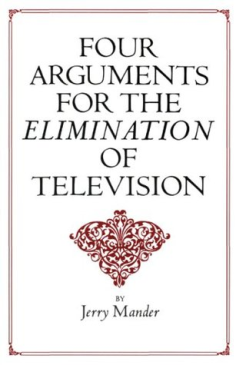 FOUR
ARGUMENTS
FOR THE
ELIMINATION
OF
TELEVISION
BY
Jerry Mander